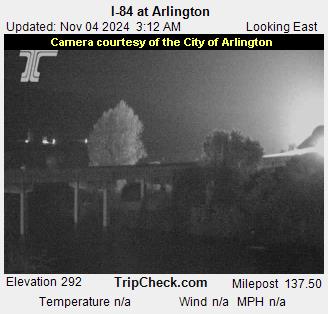 I-84 at Arlington
Updated: Nov 04 2024 3:12 AM Looking East
Camera courtesy of the City of Arlington
Elevation 292 TripCheck.com Milepost 137.50
Temperature n/a Wind n/a MPH n/a